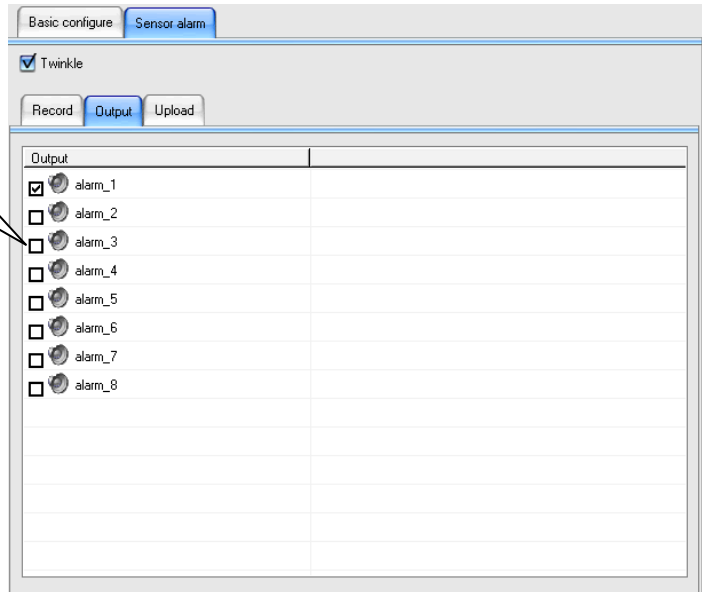 Basic configure Sensor alarm
Twinkle
Record Output Upload
Output
alarm_1
alarm_2
alarm_3
alarm_4
alarm_5
alarm_6
alarm_7
alarm_8